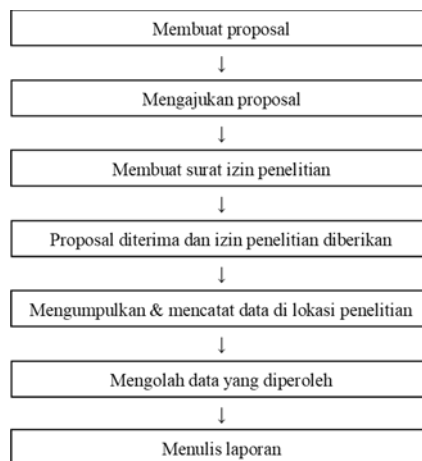 Membuat proposal
↓
Mengajukan proposal
↓
Membuat surat izin penelitian
↓
Proposal diterima dan izin penelitian diberikan
↓
Mengumpulkan & mencatat data di lokasi penelitian
↓
Mengolah data yang diperoleh
↓
Menulis laporan